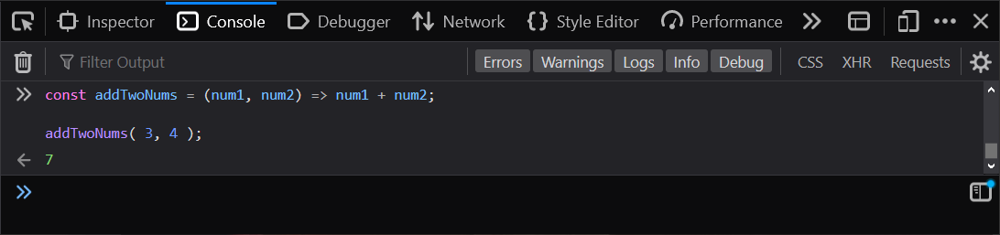 Inspector Console Debugger Network Style Editor Performance
Filter Output Errors Warnings Logs Info Debug CSS XHR Requests
const addTwoNums = (num1, num2) => num1 + num2;
addTwoNums( 3, 4 );
7